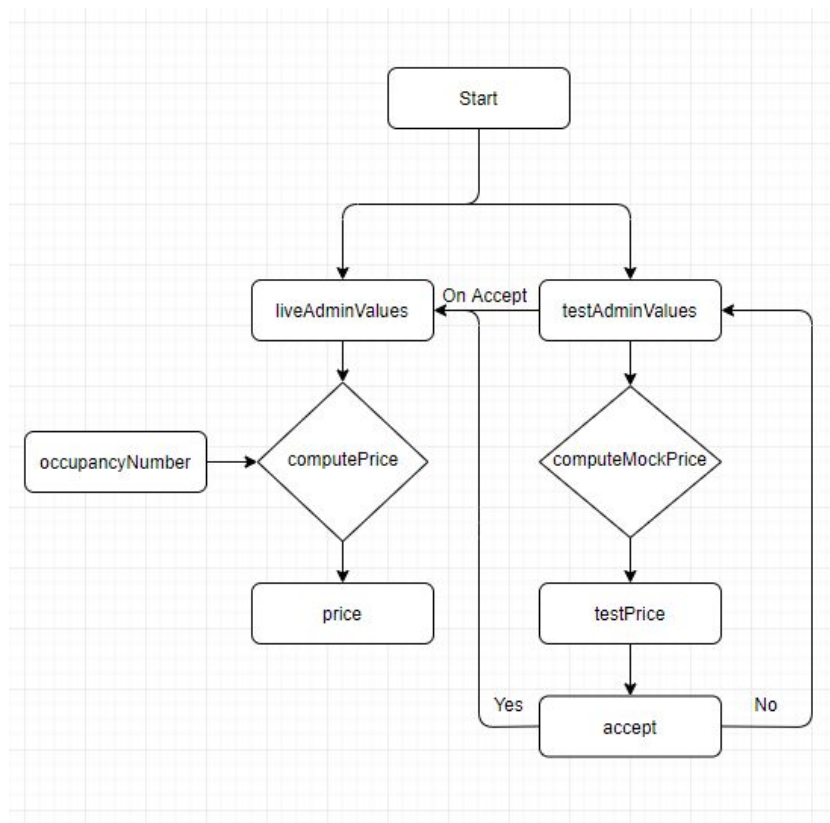 Start
liveAdminValues
On Accept
testAdminValues
occupancyNumber
computePrice
computeMockPrice
price
testPrice
Yes
accept
No